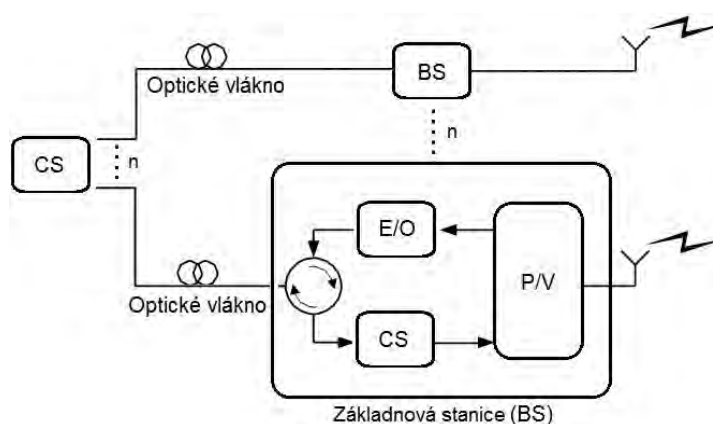 BS
Optické vlákno
CS
n
n
E/O
P/V
Optické vlákno
CS
Základnová stanice (BS)